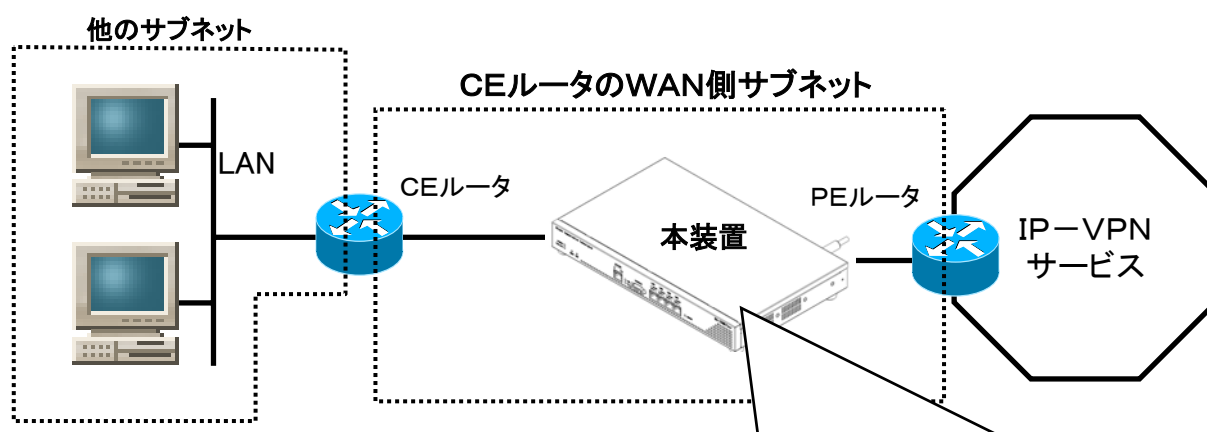 他のサブネット
CEルータのWAN側サブネット
LAN
CEルータ
PEルータ
本装置
IP－VPN
サービス